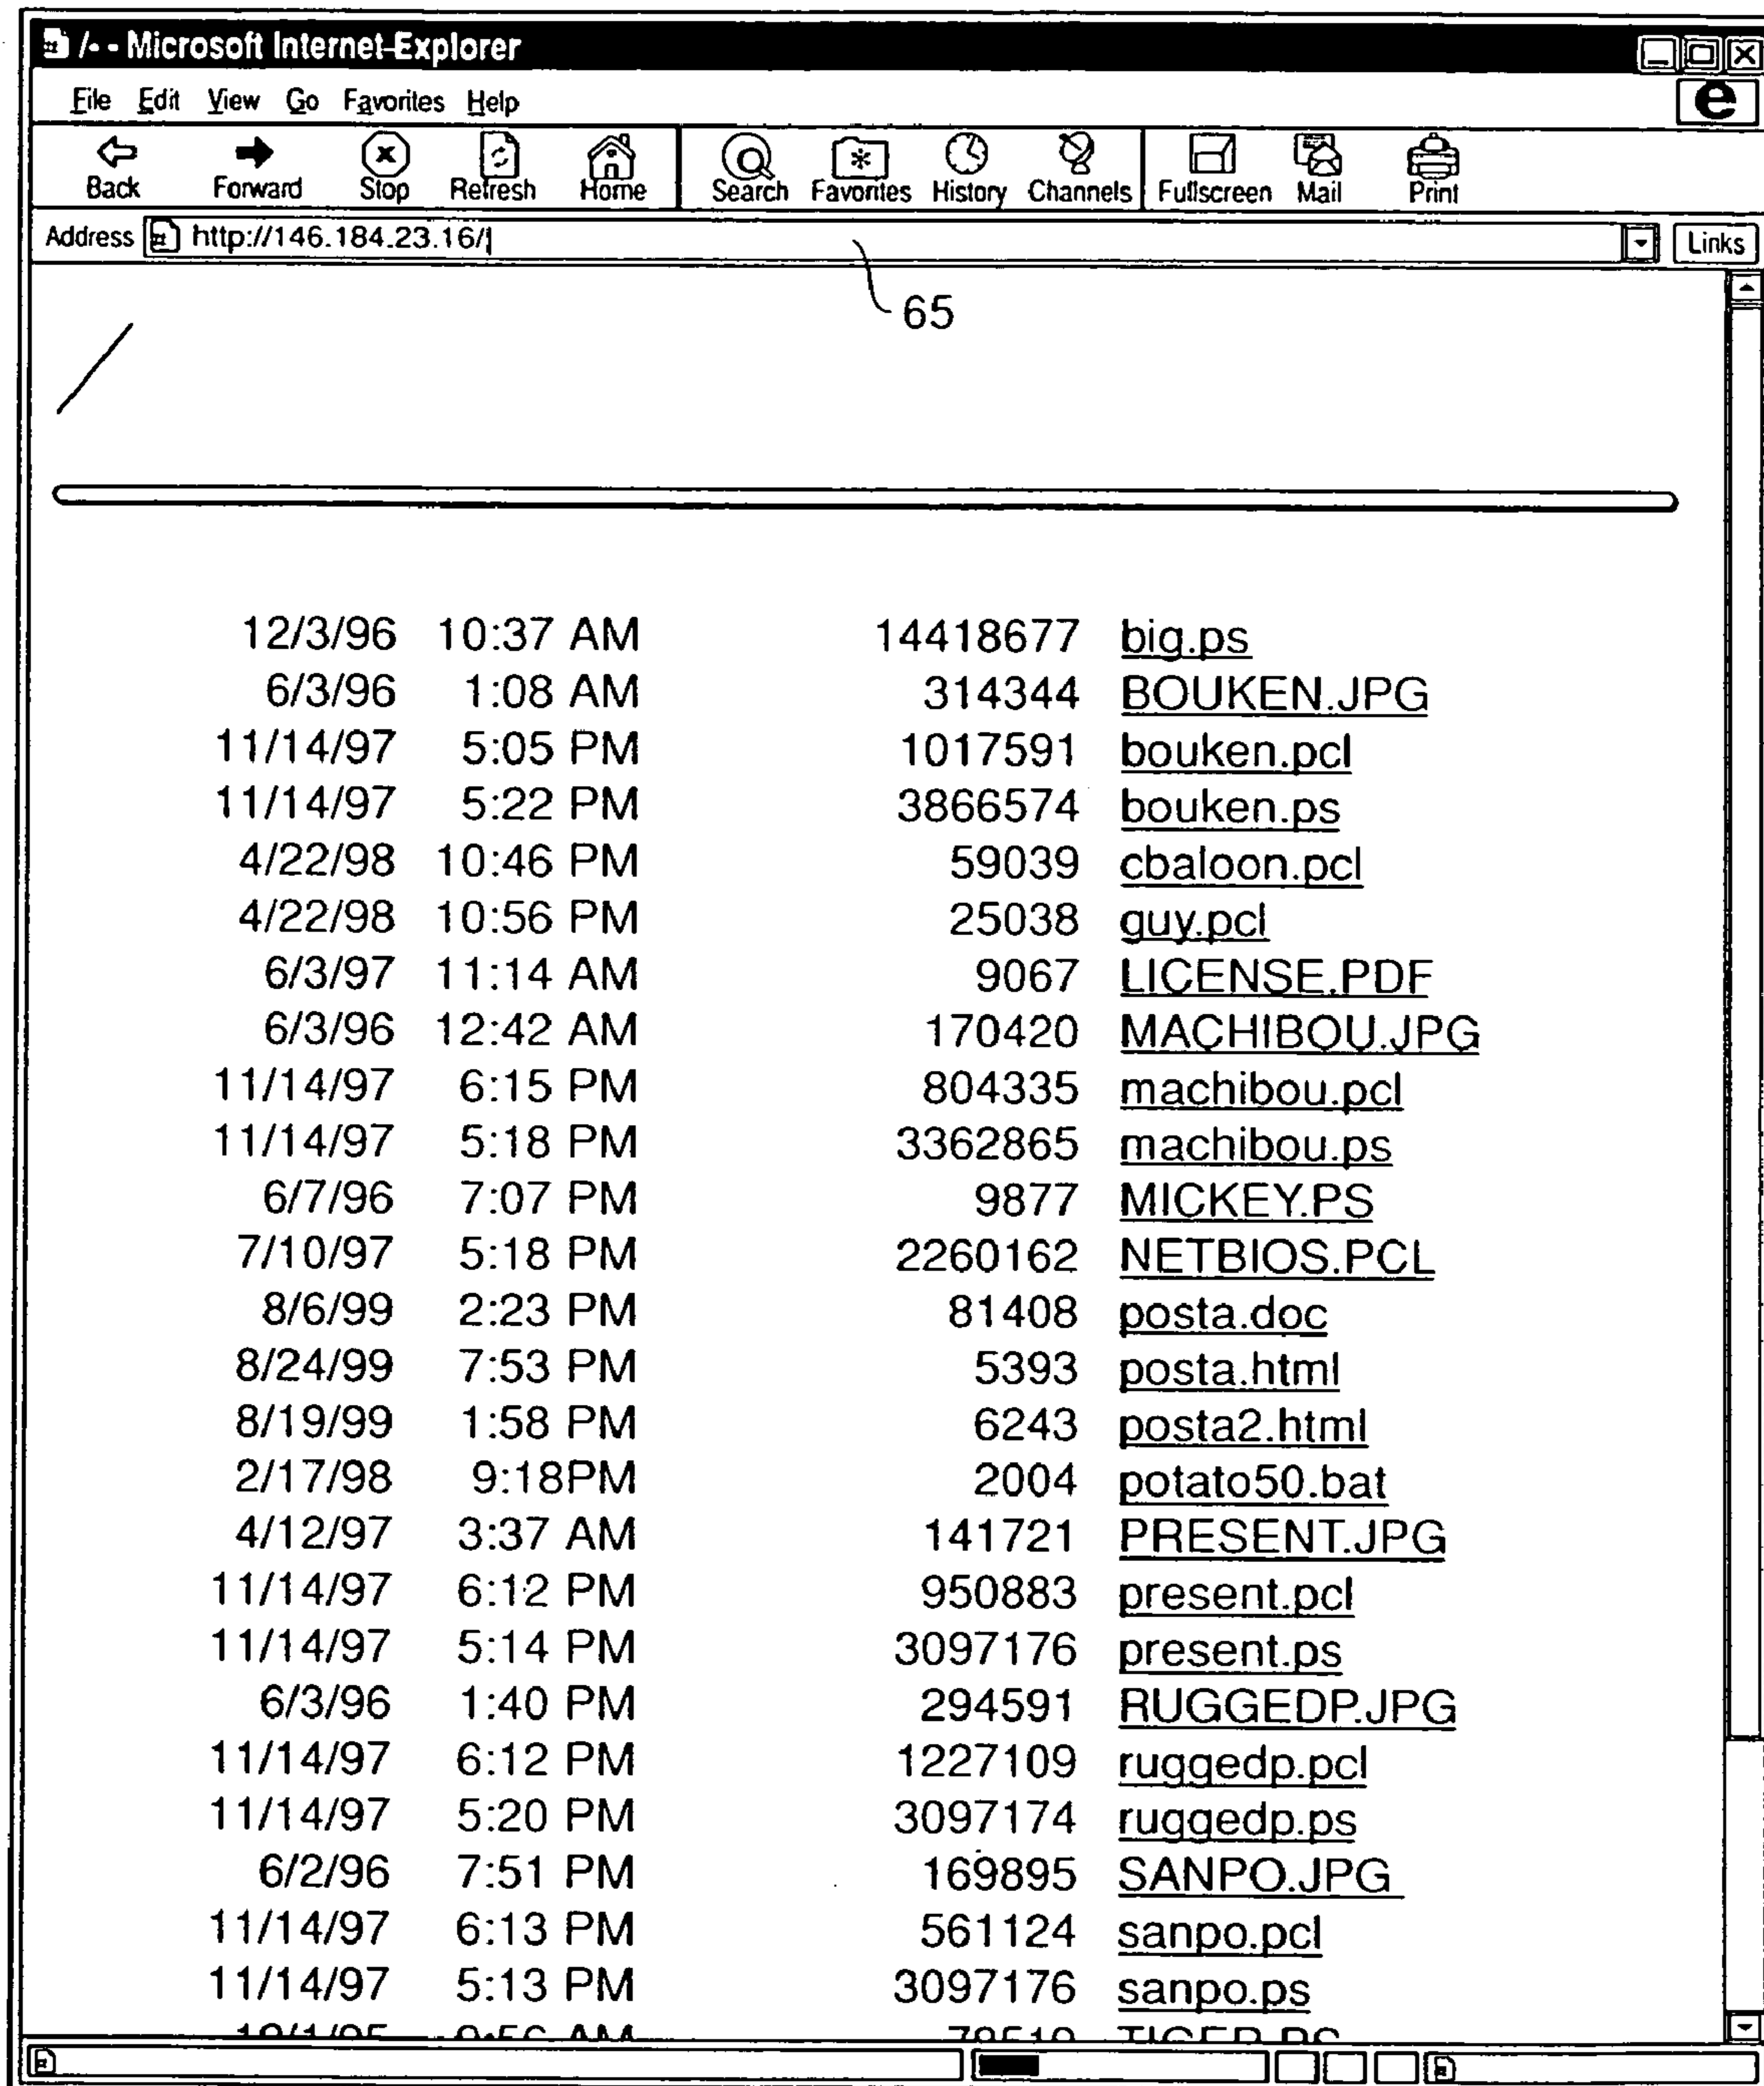 /- - Microsoft Internet-Explorer
File Edit View Go Favorites Help
Back Forward Stop Refresh Home Search Favorites History Channels Fullscreen Mail Print
Address http://146.184.23.16/ Links
65
/
12/3/96 10:37 AM 14418677 big.ps
6/3/96 1:08 AM 314344 BOUKEN.JPG
11/14/97 5:05 PM 1017591 bouken.pcl
11/14/97 5:22 PM 3866574 bouken.ps
4/22/98 10:46 PM 59039 cbaloon.pcl
4/22/98 10:56 PM 25038 guy.pcl
6/3/97 11:14 AM 9067 LICENSE.PDF
6/3/96 12:42 AM 170420 MACHIBOU.JPG
11/14/97 6:15 PM 804335 machibou.pcl
11/14/97 5:18 PM 3362865 machibou.ps
6/7/96 7:07 PM 9877 MICKEY.PS
7/10/97 5:18 PM 2260162 NETBIOS.PCL
8/6/99 2:23 PM 81408 posta.doc
8/24/99 7:53 PM 5393 posta.html
8/19/99 1:58 PM 6243 posta2.html
2/17/98 9:18PM 2004 potato50.bat
4/12/97 3:37 AM 141721 PRESENT.JPG
11/14/97 6:12 PM 950883 present.pcl
11/14/97 5:14 PM 3097176 present.ps
6/3/96 1:40 PM 294591 RUGGEDP.JPG
11/14/97 6:12 PM 1227109 ruggedp.pcl
11/14/97 5:20 PM 3097174 ruggedp.ps
6/2/96 7:51 PM 169895 SANPO.JPG
11/14/97 6:13 PM 561124 sanpo.pcl
11/14/97 5:13 PM 3097176 sanpo.ps
AM TIGER.PS